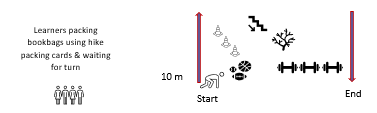 Learners packing
bookbags using hike
packing cards & waiting
for turn
10 m
Start
End